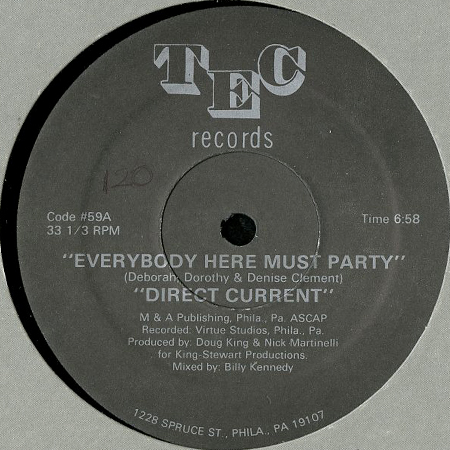 TEC
records
120
Code #59A
33 1/3 RPM
Time 6:58
"EVERYBODY HERE MUST PARTY"
(Deborah, Dorothy & Denise Clement)
"DIRECT CURRENT"
M & A Publishing, Phila., Pa. ASCAP
Recorded: Virtue Studios, Phila., Pa.
Produced by: Doug King & Nick Martinelli
for King-Stewart Productions.
Mixed by: Billy Kennedy
1228 SPRUCE ST., PHILA., PA 19107